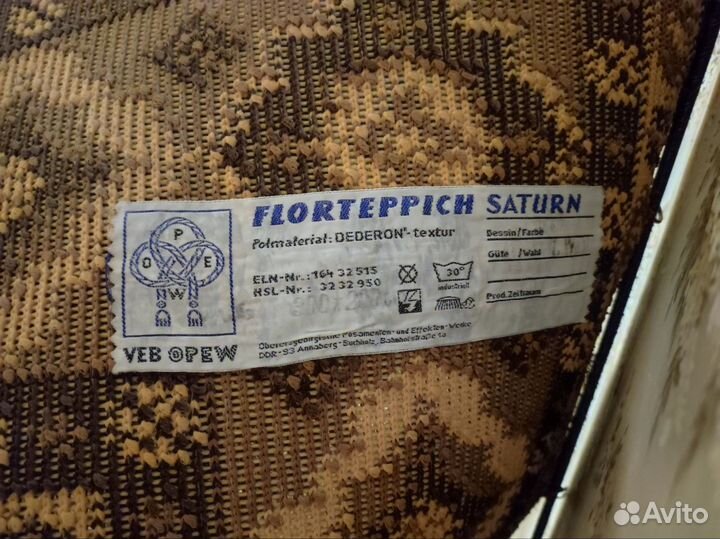 P
O E
W
VEB OPEW
FLORTEPPICH SATURN
Polmaterial: DEDERON®-textur
ELN-Nr.: 164 32 515
HSL-Nr.: 32 32 950
30°
industriell
Dessin/Farbe
Güte /Wahl
Prod. Zeitraum
Obererzgebirgische Posamenten- und Effekten-Werke
DDR-93 Annaberg-Buchholz, Bahnhofstraße
Avito